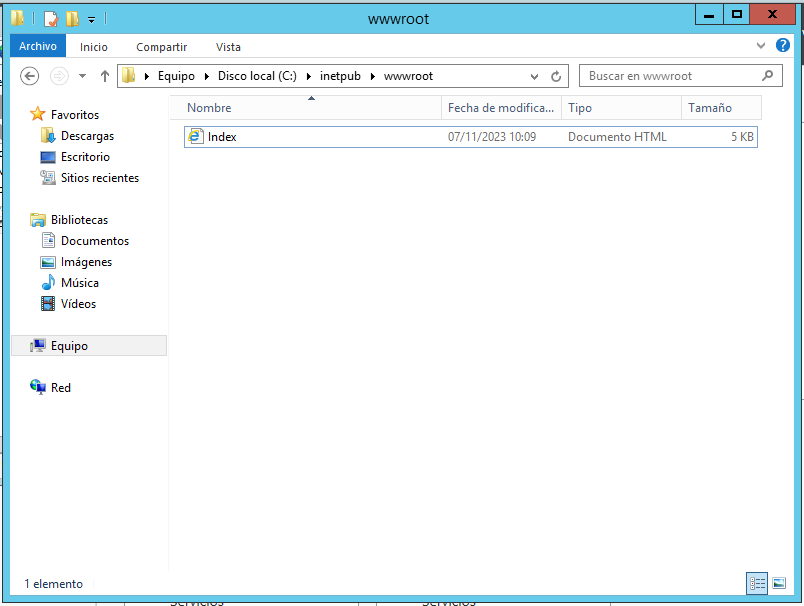 wwwroot
Archivo Inicio Compartir Vista
Equipo Disco local (C:) inetpub wwwroot
Buscar en wwwroot
Nombre Fecha de modifica... Tipo Tamaño
Index 07/11/2023 10:09 Documento HTML 5 KB
Favoritos
Descargas
Escritorio
Sitios recientes
Bibliotecas
Documentos
Imágenes
Música
Vídeos
Equipo
Red
1 elemento
Servicios Servicios